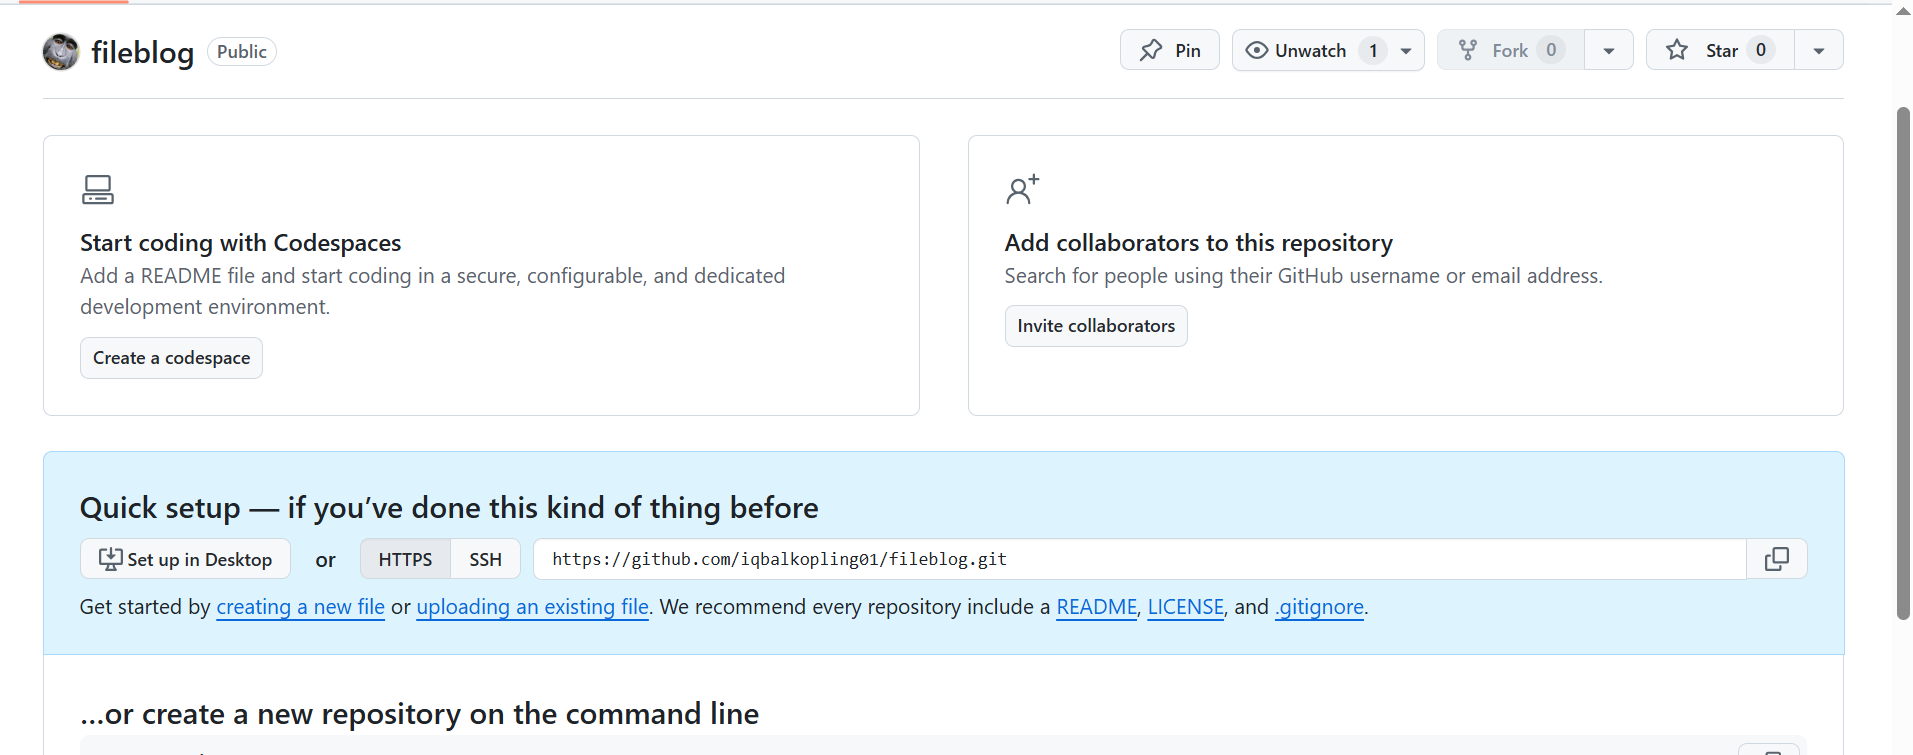 fileblog Public
Pin
Unwatch 1
Fork 0
Star 0
Start coding with Codespaces
Add a README file and start coding in a secure, configurable, and dedicated
development environment.
Create a codespace
Add collaborators to this repository
Search for people using their GitHub username or email address.
Invite collaborators
Quick setup — if you’ve done this kind of thing before
Set up in Desktop or HTTPS SSH https://github.com/iqbalkopling01/fileblog.git
Get started by creating a new file or uploading an existing file. We recommend every repository include a README, LICENSE, and .gitignore.
…or create a new repository on the command line